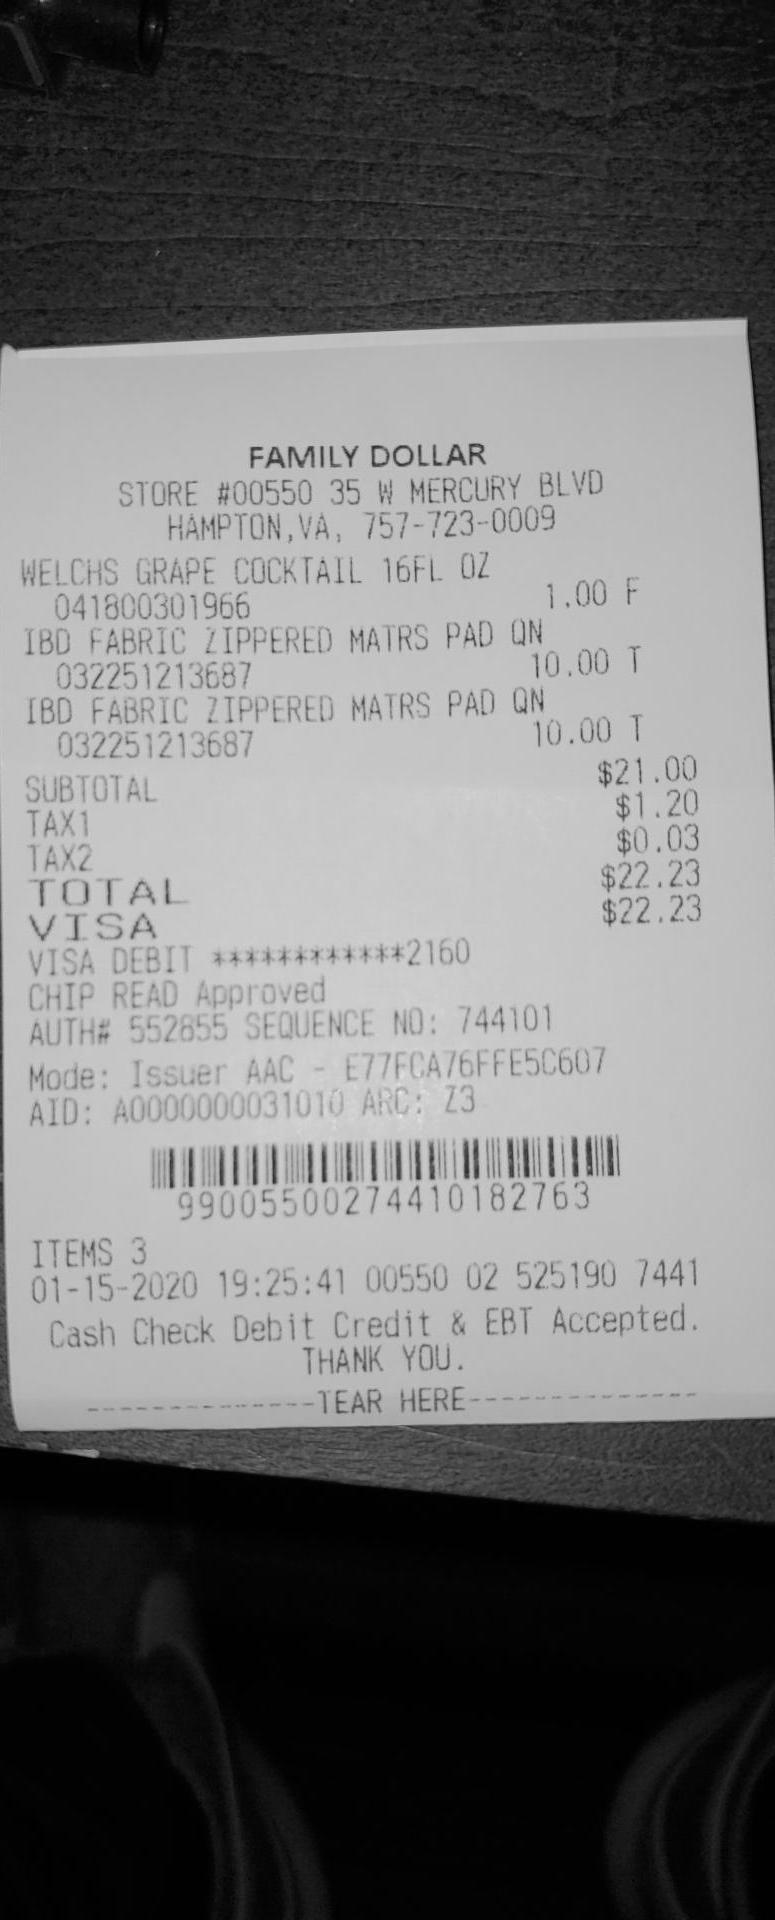 FAMILY DOLLAR
STORE #00550 35 W MERCURY BLVD
HAMPTON,VA, 757-723-0009
WELCHS GRAPE COCKTAIL 16FL OZ
041800301966 1.00 F
IBD FABRIC ZIPPERED MATRS PAD QN
032251213687 10.00 T
IBD FABRIC ZIPPERED MATRS PAD QN
032251213687 10.00 T
SUBTOTAL $21.00
TAX1 $1.20
TAX2 $0.03
TOTAL $22.23
VISA $22.23
VISA DEBIT ************2160
CHIP READ Approved
AUTH# 552855 SEQUENCE NO: 744101
Mode: Issuer AAC - E77FCA76FFE5C607
AID: A0000000031010 ARC: Z3
99005500274410182763
ITEMS 3
01-15-2020 19:25:41 00550 02 525190 7441
Cash Check Debit Credit & EBT Accepted.
THANK YOU.
--------------TEAR HERE--------------